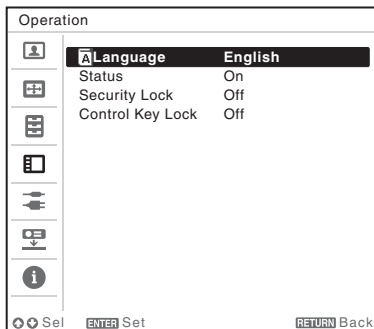 Operation
A Language English
Status On
Security Lock Off
Control Key Lock Off
Sel ENTER Set RETURN Back